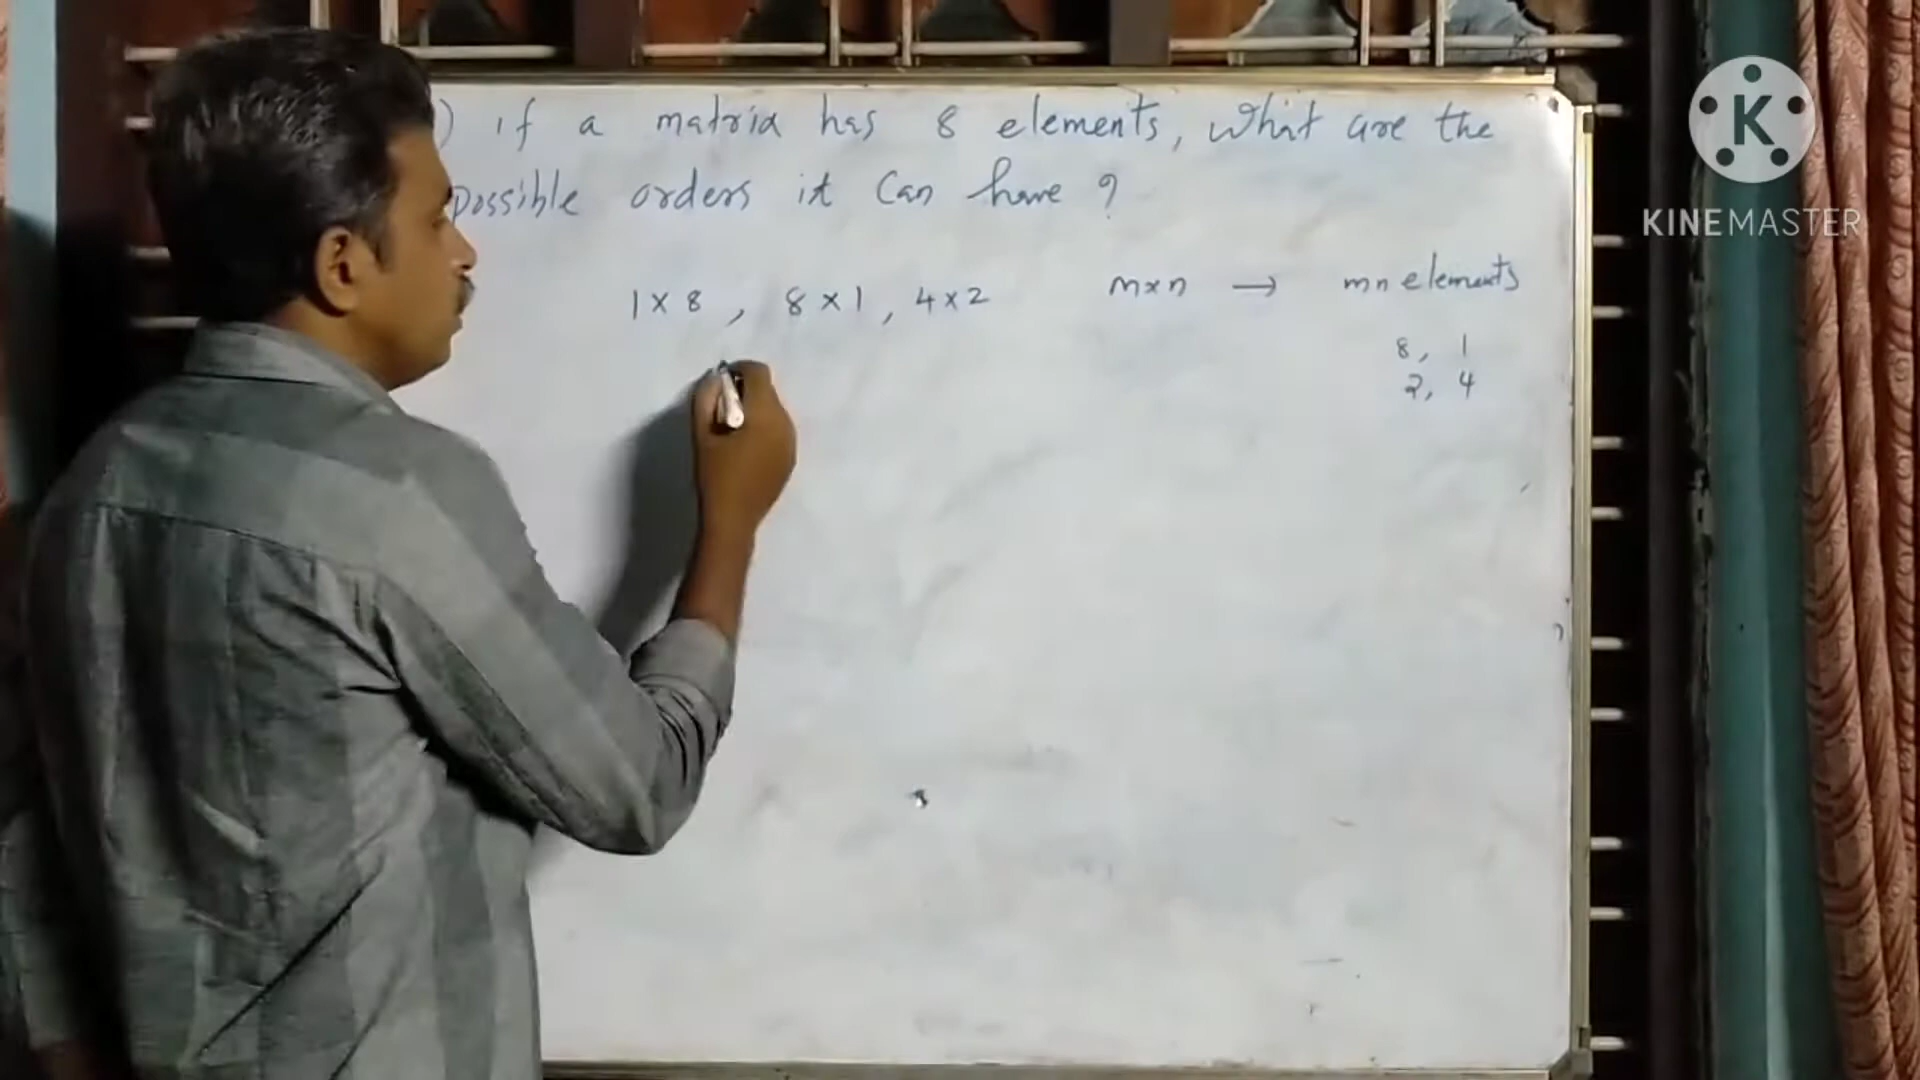 ) if a matrix has 8 elements, what are the
possible orders it can have ?
1 x 8 , 8 x 1 , 4 x 2
m x n → mn elements
8, 1
2, 4
K
KINEMASTER